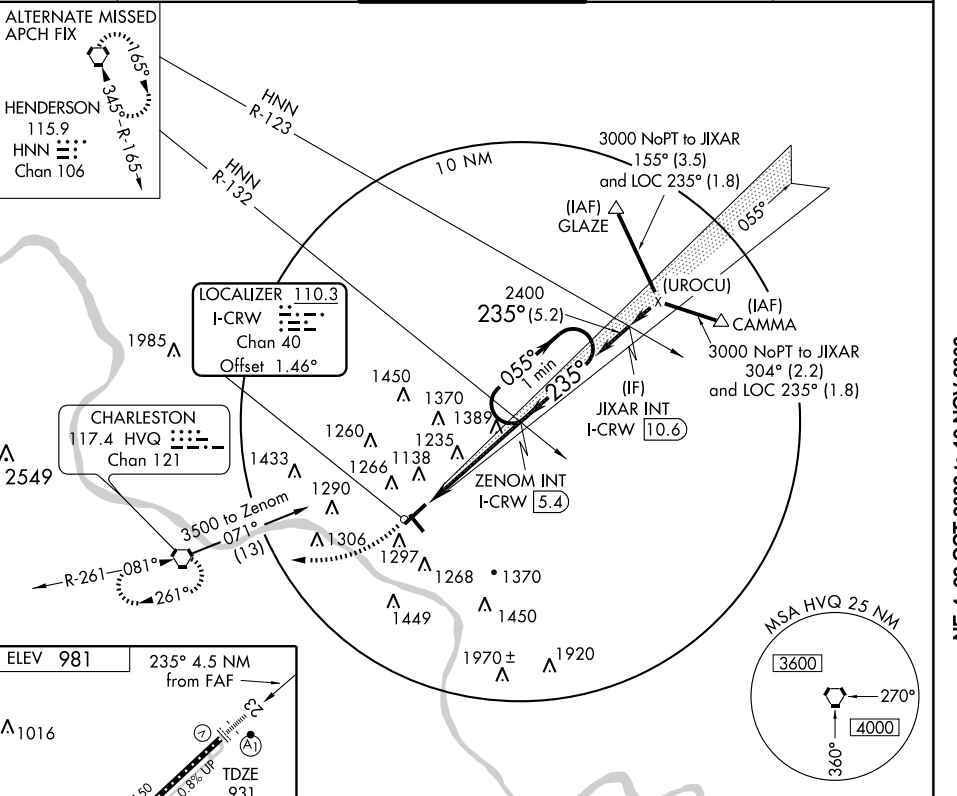 ALTERNATE MISSED
APCH FIX
165°
345°
R-165
HENDERSON
115.9
HNN
Chan 106
HNN
R-123
HNN
R-132
10 NM
3000 NoPT to JIXAR
155° (3.5)
and LOC 235° (1.8)
(IAF)
GLAZE
055°
(UROCU)
(IAF)
CAMMA
3000 NoPT to JIXAR
304° (2.2)
and LOC 235° (1.8)
2400
235° (5.2)
LOCALIZER 110.3
I-CRW
Chan 40
Offset 1.46°
055°
1 min
235°
(IF)
JIXAR INT
I-CRW 10.6
1985
1450
1370
1389
1260
1235
1138
1266
1433
1290
ZENOM INT
I-CRW 5.4
CHARLESTON
117.4 HVQ
Chan 121
2549
3500 to Zenom
071°
(13)
1306
1297
1268
1370
R-261
081°
261°
1449
1450
1970 ±
1920
MSA HVQ 25 NM
3600
270°
4000
360°
ELEV 981
235° 4.5 NM
from FAF
23
1016
V
A1
TDZE
931
0.8% UP